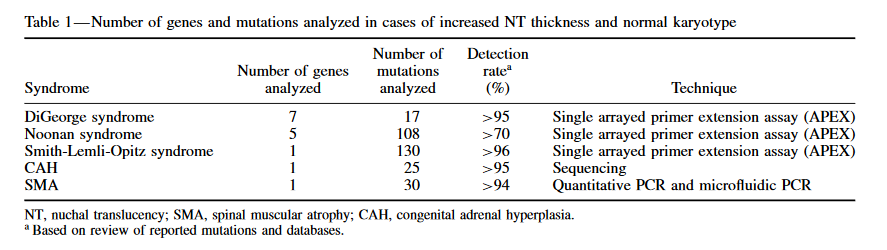 Table 1—Number of genes and mutations analyzed in cases of increased NT thickness and normal karyotype
Syndrome Number of genes analyzed Number of mutations analyzed Detection rateᵃ (%) Technique
DiGeorge syndrome 7 17 >95 Single arrayed primer extension assay (APEX)
Noonan syndrome 5 108 >70 Single arrayed primer extension assay (APEX)
Smith-Lemli-Opitz syndrome 1 130 >96 Single arrayed primer extension assay (APEX)
CAH 1 25 >95 Sequencing
SMA 1 30 >94 Quantitative PCR and microfluidic PCR
NT, nuchal translucency; SMA, spinal muscular atrophy; CAH, congenital adrenal hyperplasia.
ᵃ Based on review of reported mutations and databases.